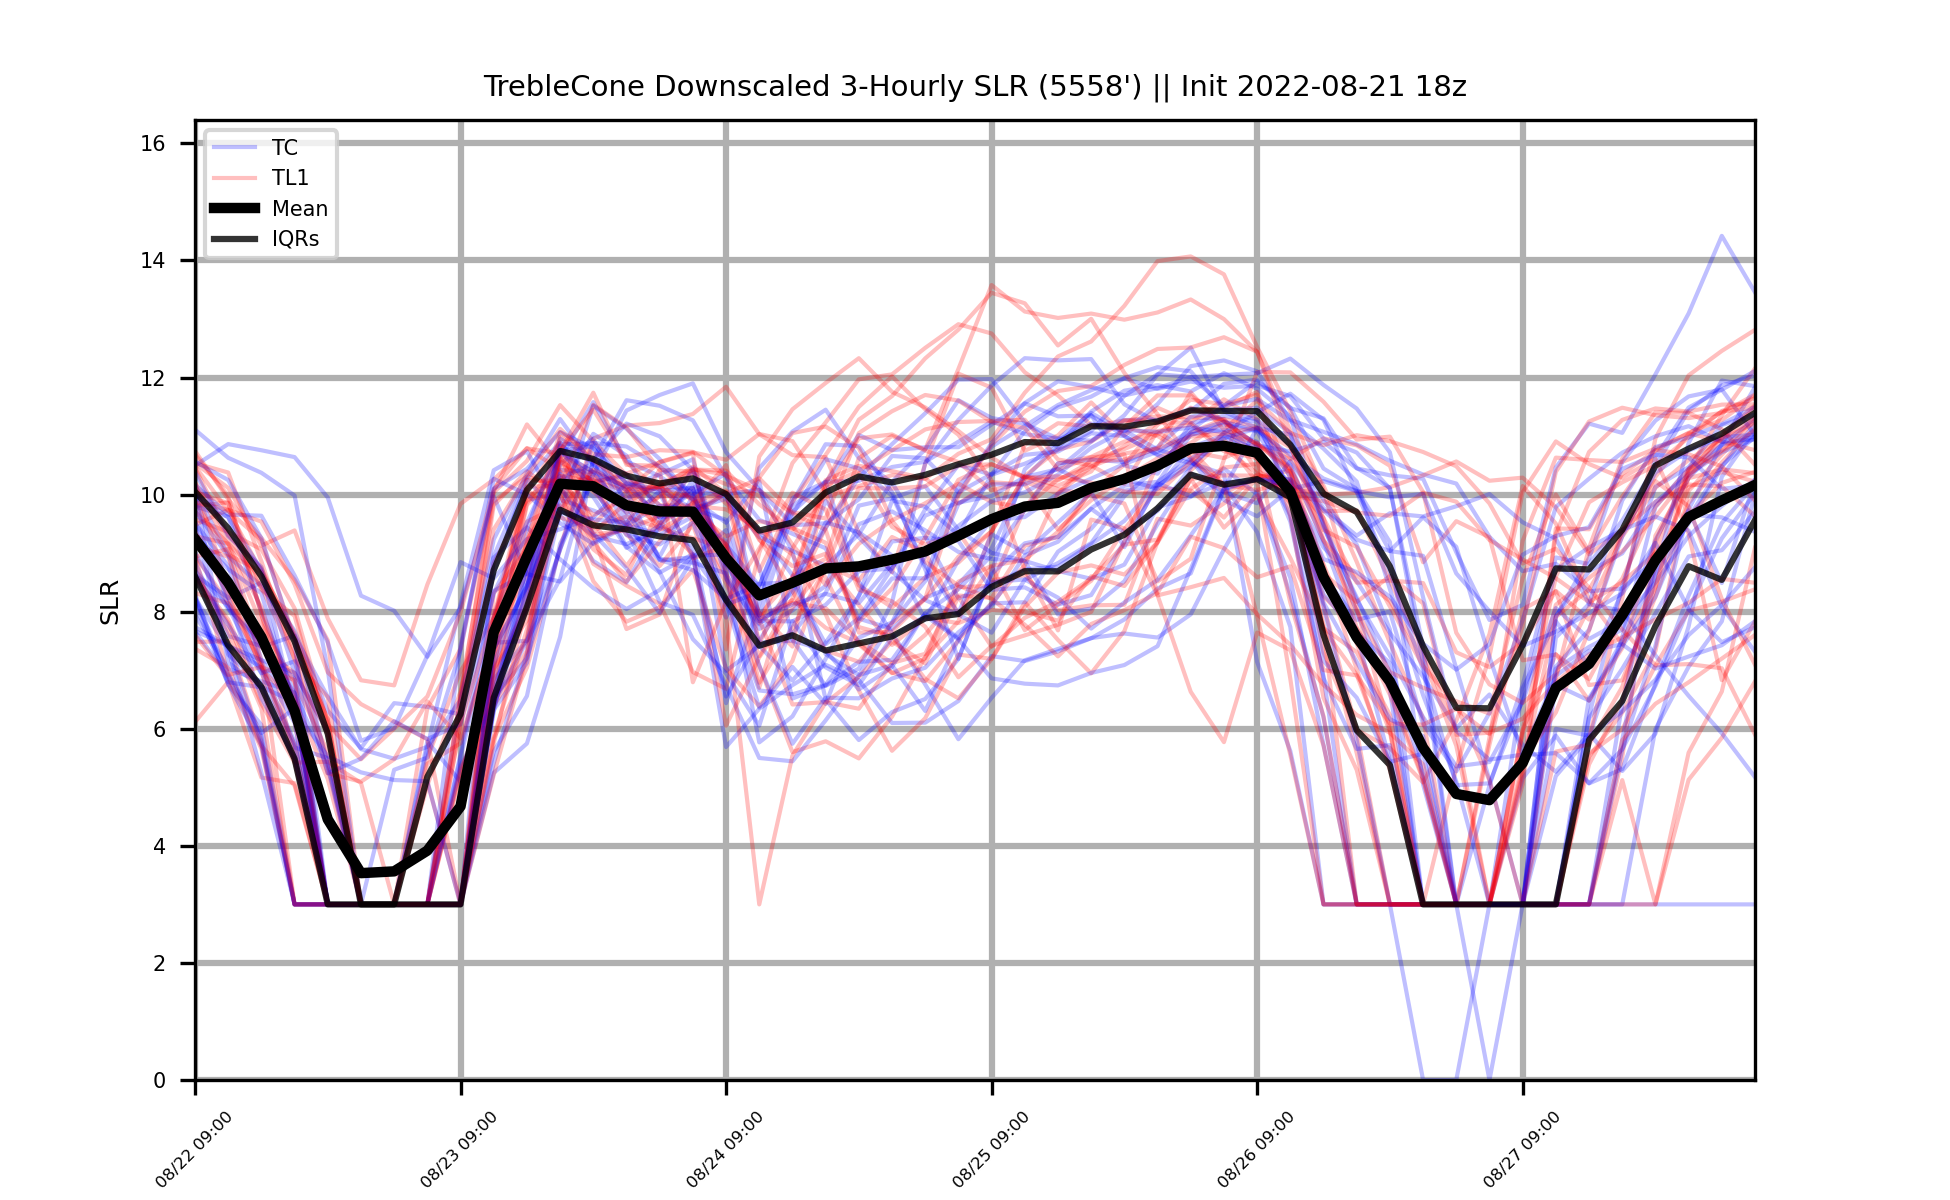 TrebleCone Downscaled 3-Hourly SLR (5558') || Init 2022-08-21 18z
TC
TL1
Mean
IQRs
SLR
16
14
12
10
8
6
4
2
0
08/22 09:00
08/23 09:00
08/24 09:00
08/25 09:00
08/26 09:00
08/27 09:00